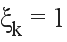 ξₖ = 1